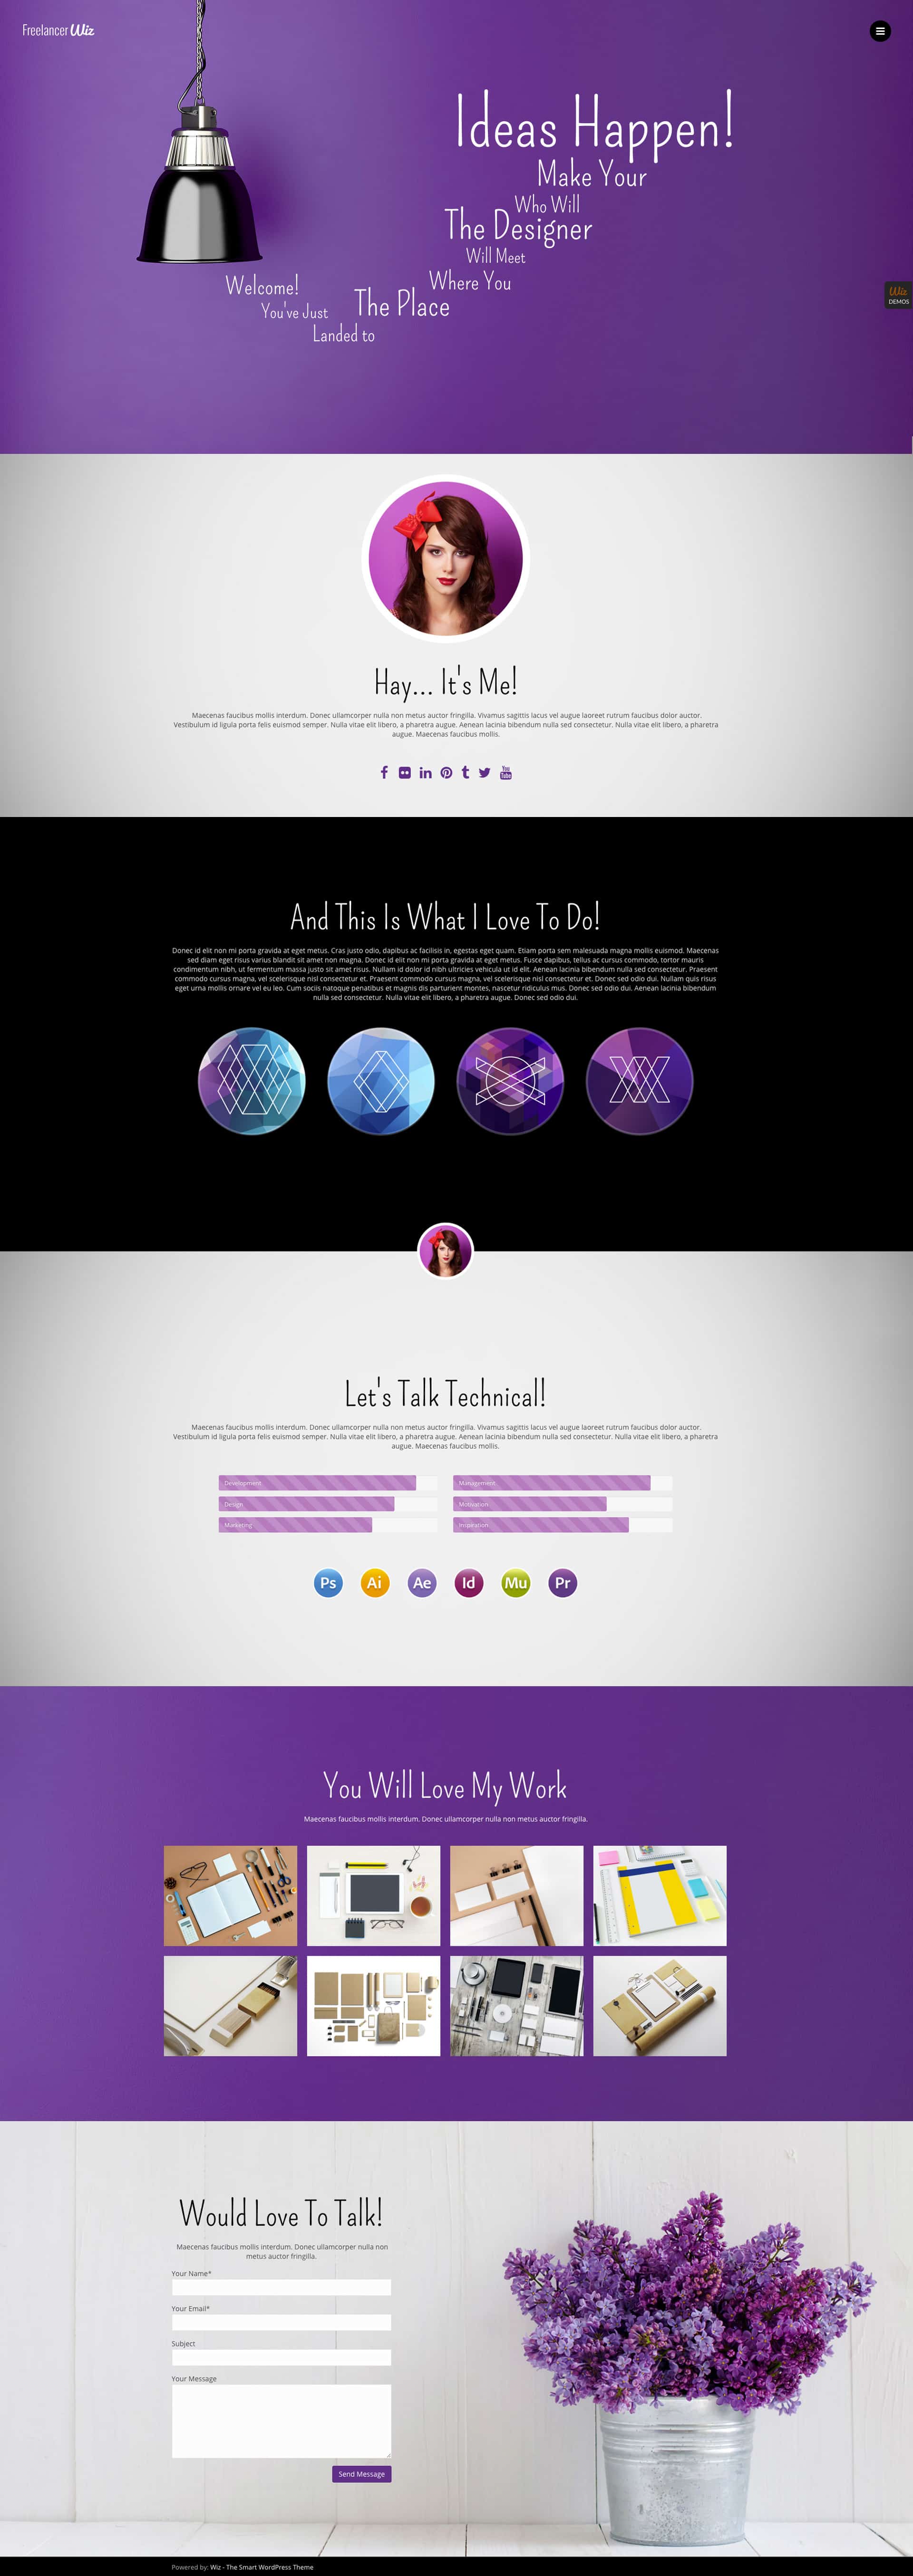 Freelancer Wiz
Ideas Happen!
Make Your
Who Will
The Designer
Will Meet
Where You
The Place
Welcome!
You've Just
Landed to
Wiz
DEMOS
Hay... It's Me!
Maecenas faucibus mollis interdum. Donec ullamcorper nulla non metus auctor fringilla. Vivamus sagittis lacus vel augue laoreet rutrum faucibus dolor auctor.
Vestibulum id ligula porta felis euismod semper. Nulla vitae elit libero, a pharetra augue. Aenean lacinia bibendum nulla sed consectetur. Nulla vitae elit libero, a pharetra
augue. Maecenas faucibus mollis.
You
Tube
And This Is What I Love To Do!
Donec id elit non mi porta gravida at eget metus. Cras justo odio, dapibus ac facilisis in, egestas eget quam. Etiam porta sem malesuada magna mollis euismod. Maecenas
sed diam eget risus varius blandit sit amet non magna. Donec id elit non mi porta gravida at eget metus. Fusce dapibus, tellus ac cursus commodo, tortor mauris
condimentum nibh, ut fermentum massa justo sit amet risus. Nullam id dolor id nibh ultricies vehicula ut id elit. Aenean lacinia bibendum nulla sed consectetur. Praesent
commodo cursus magna, vel scelerisque nisl consectetur et. Praesent commodo cursus magna, vel scelerisque nisl consectetur et. Donec sed odio dui. Nullam quis risus
eget urna mollis ornare vel eu leo. Cum sociis natoque penatibus et magnis dis parturient montes, nascetur ridiculus mus. Donec sed odio dui. Aenean lacinia bibendum
nulla sed consectetur. Nulla vitae elit libero, a pharetra augue. Donec sed odio dui.
Let's Talk Technical!
Maecenas faucibus mollis interdum. Donec ullamcorper nulla non metus auctor fringilla. Vivamus sagittis lacus vel augue laoreet rutrum faucibus dolor auctor.
Vestibulum id ligula porta felis euismod semper. Nulla vitae elit libero, a pharetra augue. Aenean lacinia bibendum nulla sed consectetur. Nulla vitae elit libero, a pharetra
augue. Maecenas faucibus mollis.
Development
Management
Design
Motivation
Marketing
Inspiration
Ps Ai Ae Id Mu Pr
You Will Love My Work
Maecenas faucibus mollis interdum. Donec ullamcorper nulla non metus auctor fringilla.
Would Love To Talk!
Maecenas faucibus mollis interdum. Donec ullamcorper nulla non
metus auctor fringilla.
Your Name*
Your Email*
Subject
Your Message
Send Message
Powered by: Wiz - The Smart WordPress Theme